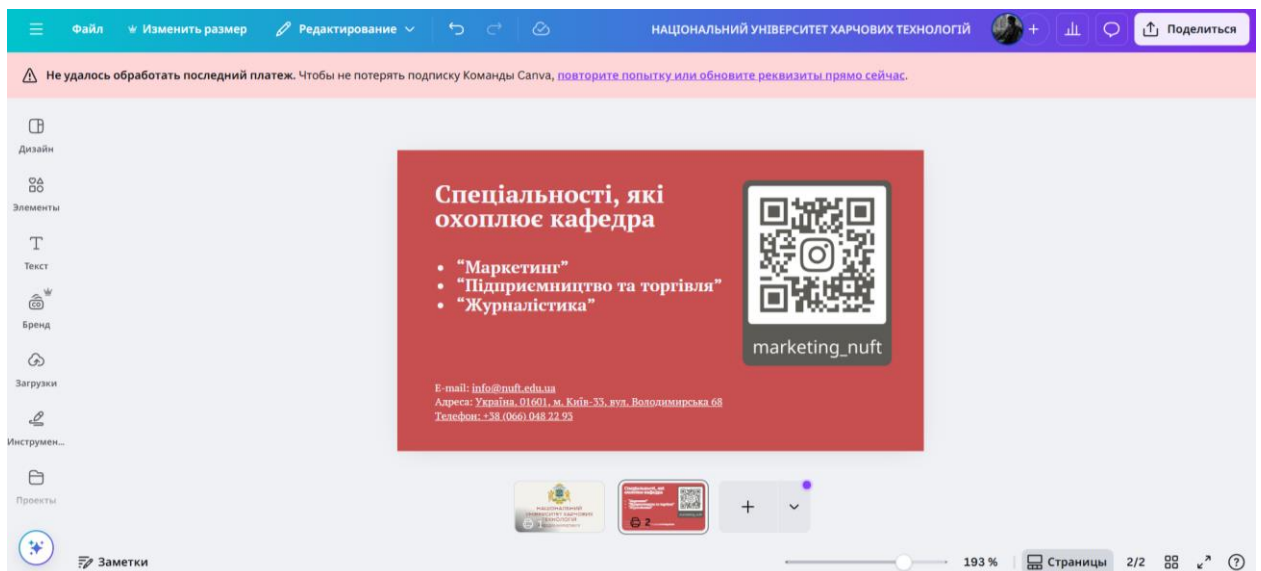 Файл
Изменить размер
Редактирование
НАЦІОНАЛЬНИЙ УНІВЕРСИТЕТ ХАРЧОВИХ ТЕХНОЛОГІЙ
Поделиться
Не удалось обработать последний платеж. Чтобы не потерять подписку Команды Canva, повторите попытку или обновите реквизиты прямо сейчас.
Дизайн
Элементы
Текст
Бренд
Загрузки
Инструмен...
Проекты
Спеціальності, які
охоплює кафедра
• “Маркетинг”
• “Підприємництво та торгівля”
• “Журналістика”
marketing_nuft
E-mail: info@nuft.edu.ua
Адреса: Україна, 01601, м. Київ-33, вул. Володимирська 68
Телефон: +38 (066) 048 22 93
НАЦІОНАЛЬНИЙ
УНІВЕРСИТЕТ ХАРЧОВИХ
ТЕХНОЛОГІЙ
1
2
Заметки
193 %
Страницы
2/2